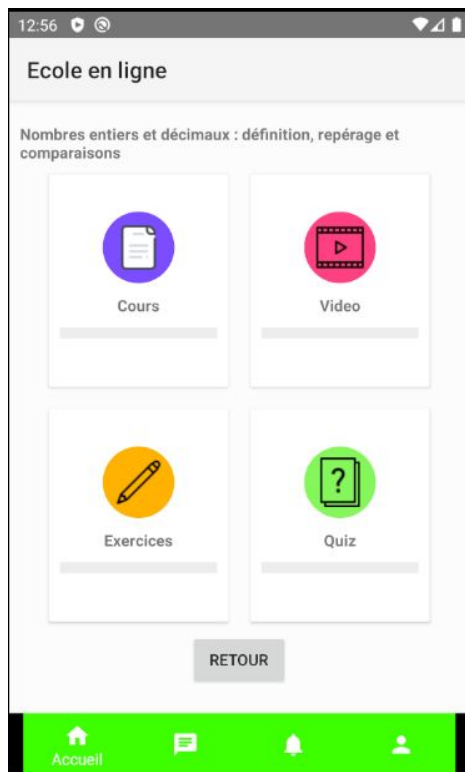 12:56
Ecole en ligne
Nombres entiers et décimaux : définition, repérage et
comparaisons
Cours
Video
Exercices
?
Quiz
RETOUR
Accueil